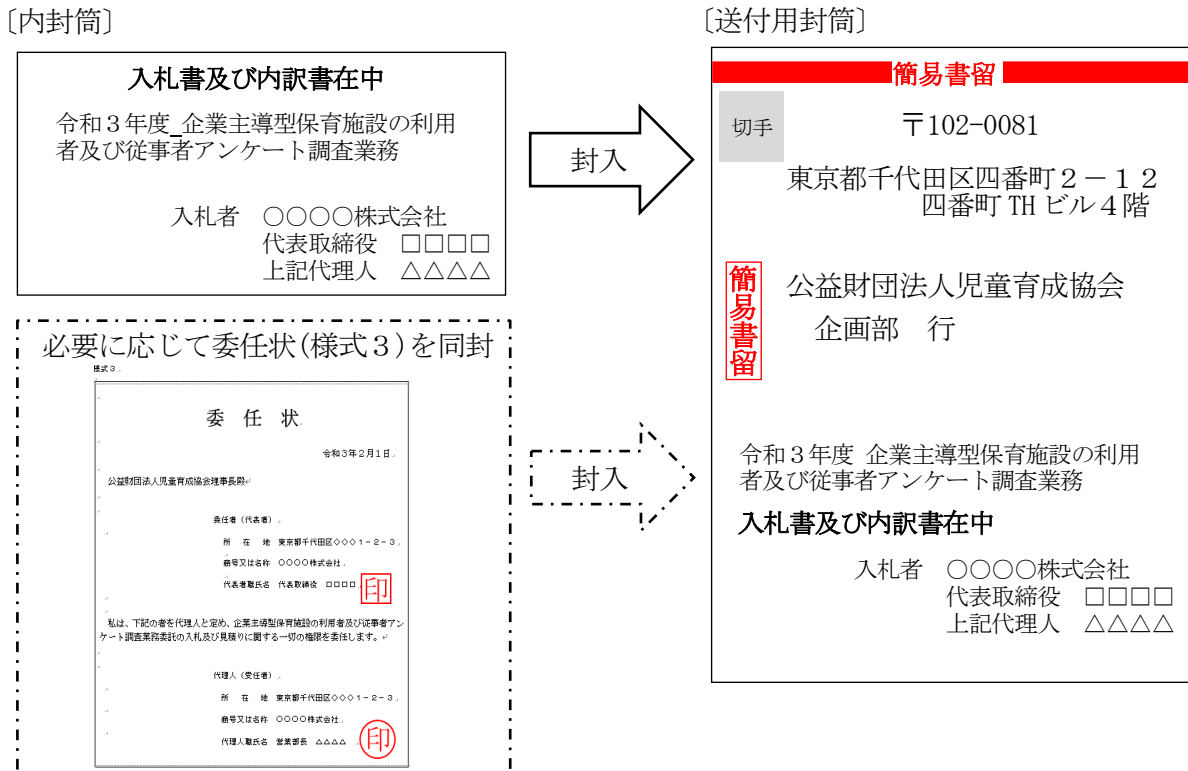 〔内封筒〕
入札書及び内訳書在中
令和３年度 企業主導型保育施設の利用
者及び従事者アンケート調査業務
入札者　○○○○株式会社
代表取締役　□□□□
上記代理人　△△△△
封入
必要に応じて委任状(様式３)を同封
様式３
委　任　状
令和3年2月1日
公益財団法人児童育成協会理事長殿
委任者（代表者）
所　在　地　東京都千代田区◇◇◇１－２－３
商号又は名称　○○○○株式会社
代表者職氏名　代表取締役　□□□□
印
私は、下記の者を代理人と定め、企業主導型保育施設の利用者及び従事者アン
ケート調査業務委託の入札及び見積りに関する一切の権限を委任します。
代理人（受任者）
所　在　地　東京都千代田区◇◇◇１－２－３
商号又は名称　○○○○株式会社
代理人職氏名　営業部長　△△△△
印
封入
〔送付用封筒〕
簡易書留
切手
〒102-0081
東京都千代田区四番町２－１２
四番町 TH ビル４階
簡易書留
公益財団法人児童育成協会
企画部　行
令和３年度 企業主導型保育施設の利用
者及び従事者アンケート調査業務
入札書及び内訳書在中
入札者　○○○○株式会社
代表取締役　□□□□
上記代理人　△△△△